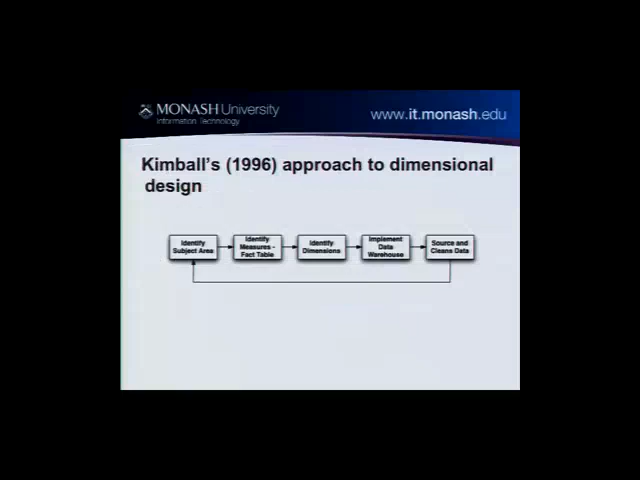 MONASH University
Information Technology
www.it.monash.edu
Kimball's (1996) approach to dimensional
design
Identify
Subject Area
Identify
Measures -
Fact Table
Identify
Dimensions
Implement
Data
Warehouse
Source and
Cleans Data